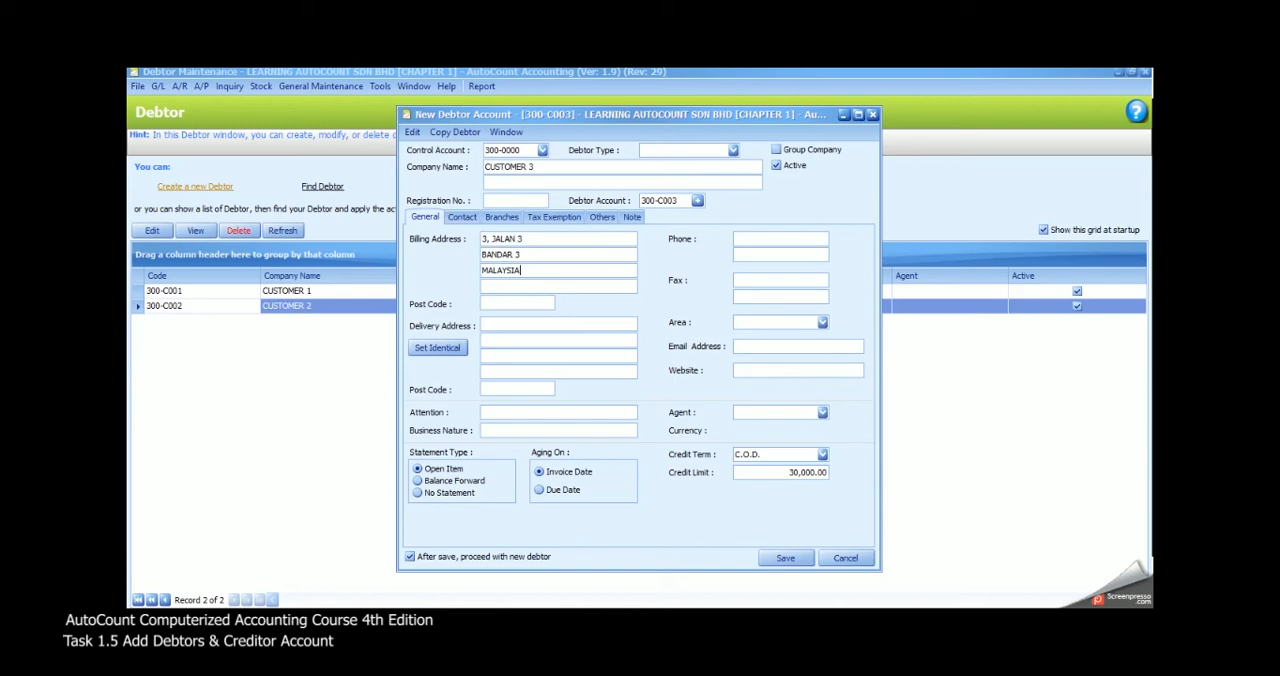 Debtor Maintenance - LEARNING AUTOCOUNT SDN BHD [CHAPTER 1] - AutoCount Accounting (Ver: 1.9) (Rev: 29)
File G/L A/R A/P Inquiry Stock General Maintenance Tools Window Help Report
Debtor
Hint: In this Debtor window, you can create, modify, or delete
You can:
Create a new Debtor Find Debtor
or you can show a list of Debtor, then find your Debtor and apply the
Edit View Delete Refresh
Show this grid at startup
Drag a column header here to group by that column
Code Company Name Agent Active
300-C001 CUSTOMER 1
300-C002 CUSTOMER 2
Record 2 of 2
New Debtor Account - [300-C003] - LEARNING AUTOCOUNT SDN BHD [CHAPTER 1] - Au...
Edit Copy Debtor Window
Control Account : 300-0000 Debtor Type : Group Company
Company Name : CUSTOMER 3 Active
Registration No. : Debtor Account : 300-C003
General Contact Branches Tax Exemption Others Note
Billing Address : 3, JALAN 3 Phone :
BANDAR 3
MALAYSIA
Fax :
Post Code :
Delivery Address : Area :
Set Identical Email Address :
Website :
Post Code :
Attention : Agent :
Business Nature : Currency :
Statement Type : Aging On : Credit Term : C.O.D.
Open Item Invoice Date Credit Limit : 30,000.00
Balance Forward
No Statement Due Date
After save, proceed with new debtor Save Cancel
Screenpresso
.com
AutoCount Computerized Accounting Course 4th Edition
Task 1.5 Add Debtors & Creditor Account